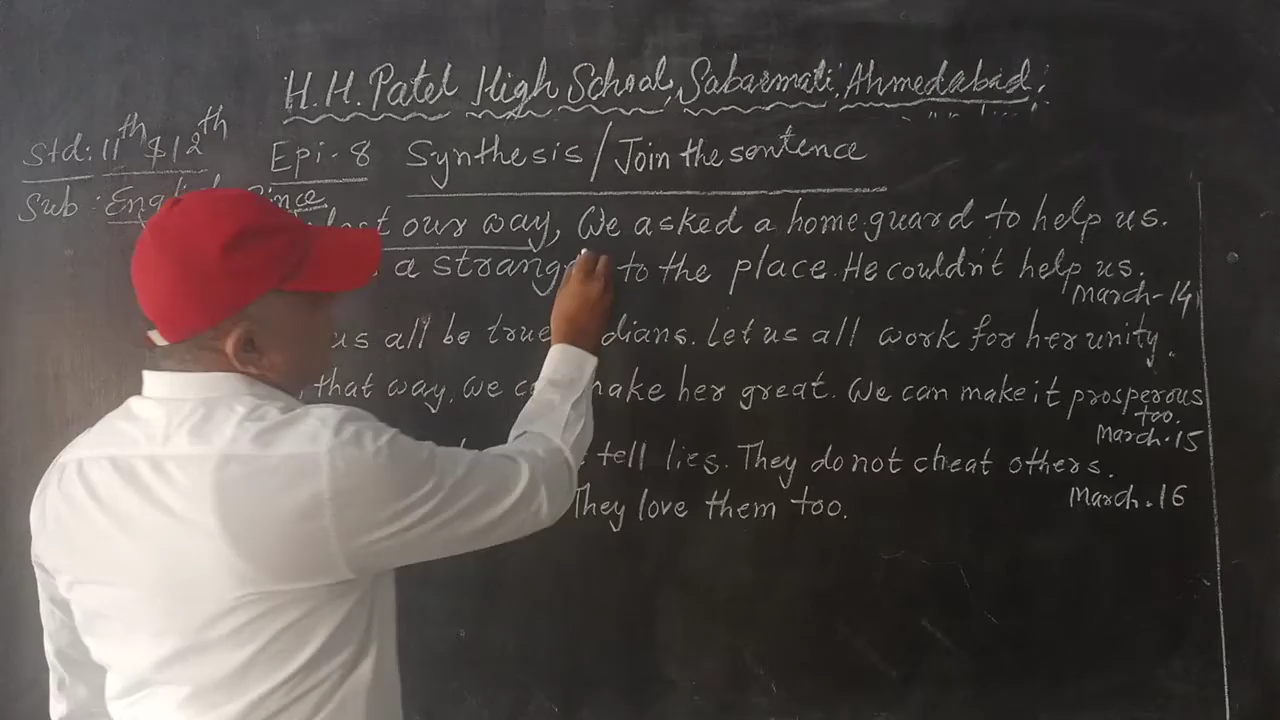 H.H. Patel High School, Sabarmati, Ahmedabad.
Std: 11th & 12th Epi-8 Synthesis / Join the sentence
Sub: English Since
lost our way, We asked a home-guard to help us.
a strang to the place. He couldn't help us.
March-14
us all be true dians. Let us all work for her unity.
that way, we make her great. We can make it prosperous
too.
March-15
tell lies. They do not cheat others.
They love them too. March-16